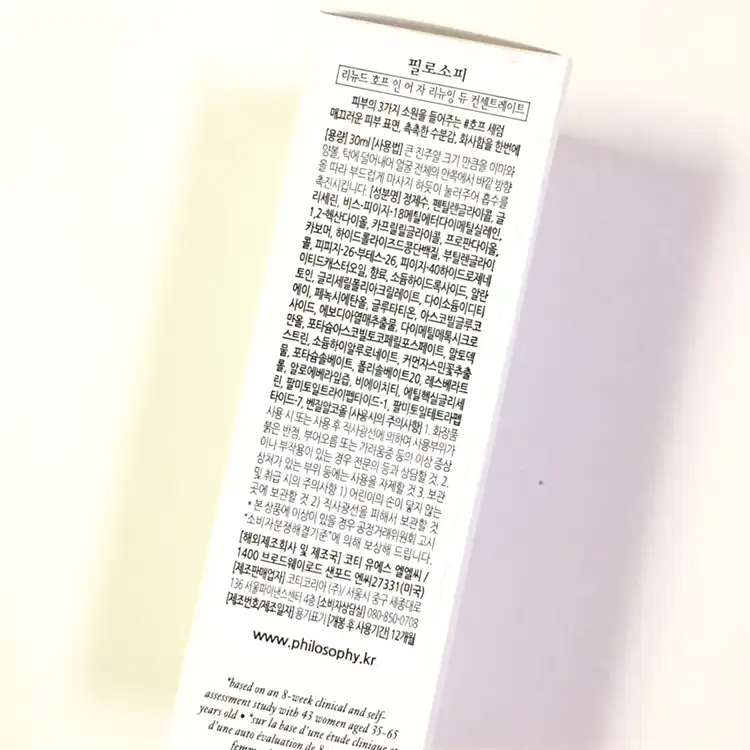 필로소피
리뉴드 호프 인 어 자 리뉴잉 듀 컨센트레이트
피부의 3가지 소원을 들어주는 #호프 세럼
매끄러운 피부 표면, 촉촉한 수분감, 화사함을 한번에
[용량] 30ml [사용법] 큰 진주알 크기 만큼을 이마와
양볼, 턱에 덜어내어 얼굴 전체의 안쪽에서 바깥 방향
을 따라 부드럽게 마사지 하듯이 눌러주어 흡수를
촉진시킵니다. [성분명] 정제수, 펜틸렌글라이콜, 글
리세린, 비스-피이지-18메틸에터다이메틸실레인,
1,2-헥산다이올, 카프릴릴글라이콜, 프로판다이올,
카보머, 하이드롤라이즈드콩단백질, 부틸렌글라이
콜, 피피지-26-부테스-26, 피이지-40하이드로제네
이티드캐스터오일, 향료, 소듐하이드록사이드, 알란
토인, 글리세릴폴리아크릴레이트, 다이소듐이디티
에이, 페녹시에탄올, 글루타티온, 아스코빌글루코
사이드, 에보디아열매추출물, 다이메틸메톡시크로
만올, 포타슘아스코빌토코페릴포스페이트, 말토덱
스트린, 소듐하이알루로네이트, 커먼자스민꽃추출
물, 포타슘솔베이트, 폴리솔베이트20, 레스베라트
롤, 알로에베라잎즙, 비에이치티, 에틸헥실글리세
린, 팔미토일트라이펩타이드-1, 팔미토일테트라펩
타이드-7, 벤질알코올 [사용시의 주의사항] 1. 화장품
사용 시 또는 사용 후 직사광선에 의하여 사용부위가
붉은 반점, 부어오름 또는 가려움증 등의 이상 증상
이나 부작용이 있는 경우 전문의 등과 상담할 것. 2.
상처가 있는 부위 등에는 사용을 자제할 것 3. 보관
및 취급 시의 주의사항 1) 어린이의 손이 닿지 않는
곳에 보관할 것 2) 직사광선을 피해서 보관할 것
* 본 상품에 이상이 있을 경우 공정거래위원회 고시
"소비자분쟁해결기준"에 의해 보상해 드립니다.
[해외제조회사 및 제조국] 코티 유에스 엘엘씨 /
1400 브로드웨이로드 샌포드 엔씨27331(미국)
[제조판매업자] 코티코리아 (주)/ 서울시 중구 세종대로
136 서울파이낸스센터 4층 [소비자상담실] 080-850-0708
[제조번호/제조일자] 용기표기 [개봉 후 사용기간] 12개월
www.philosophy.kr
*based on an 8-week clinical and self-
assessment study with 43 women aged 35-65
years old • *sur la base d'une étude clinique et
d'une auto évaluation de 8